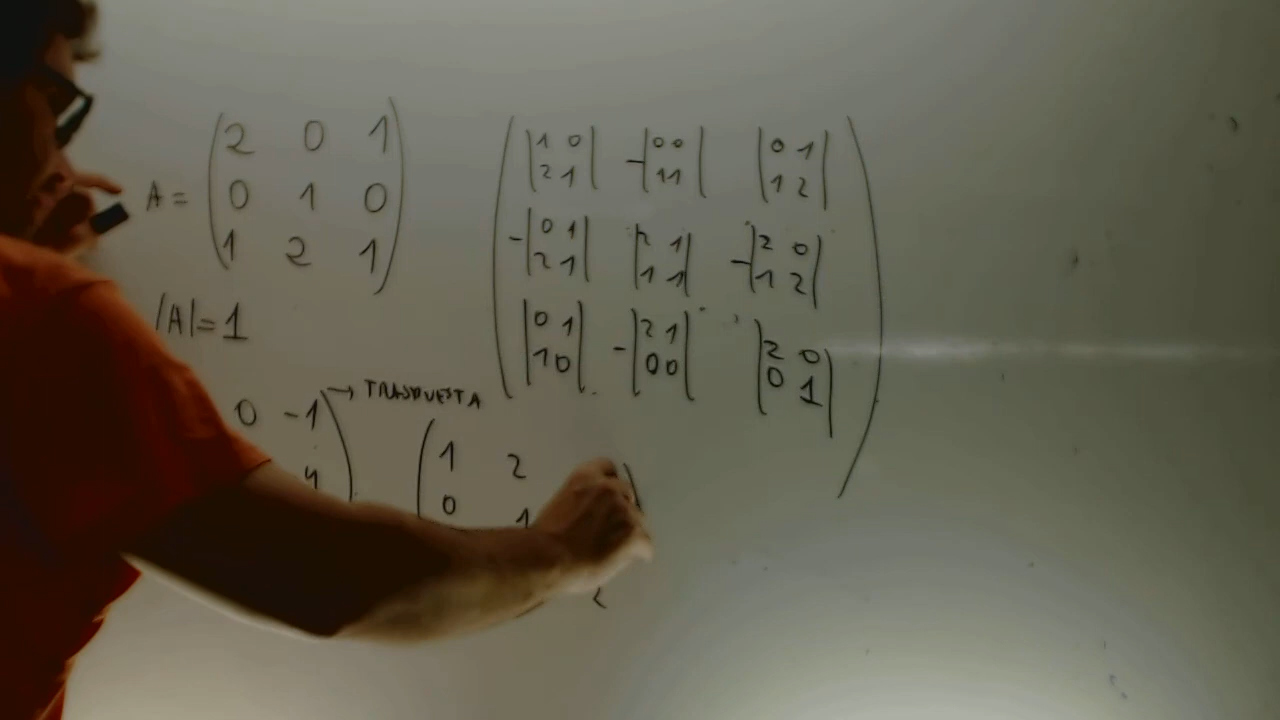 2 0 1
A = 0 1 0
1 2 1
|A| = 1
|1 0| -|0 0| |0 1|
|2 1| |1 1| |1 2|
-|0 1| |2 1| -|2 0|
|2 1| |1 1| |1 2|
|0 1| -|2 1| |2 0|
|1 0| |0 0| |0 1|
0 -1 → TRASPUESTA
4
1 2
0 1